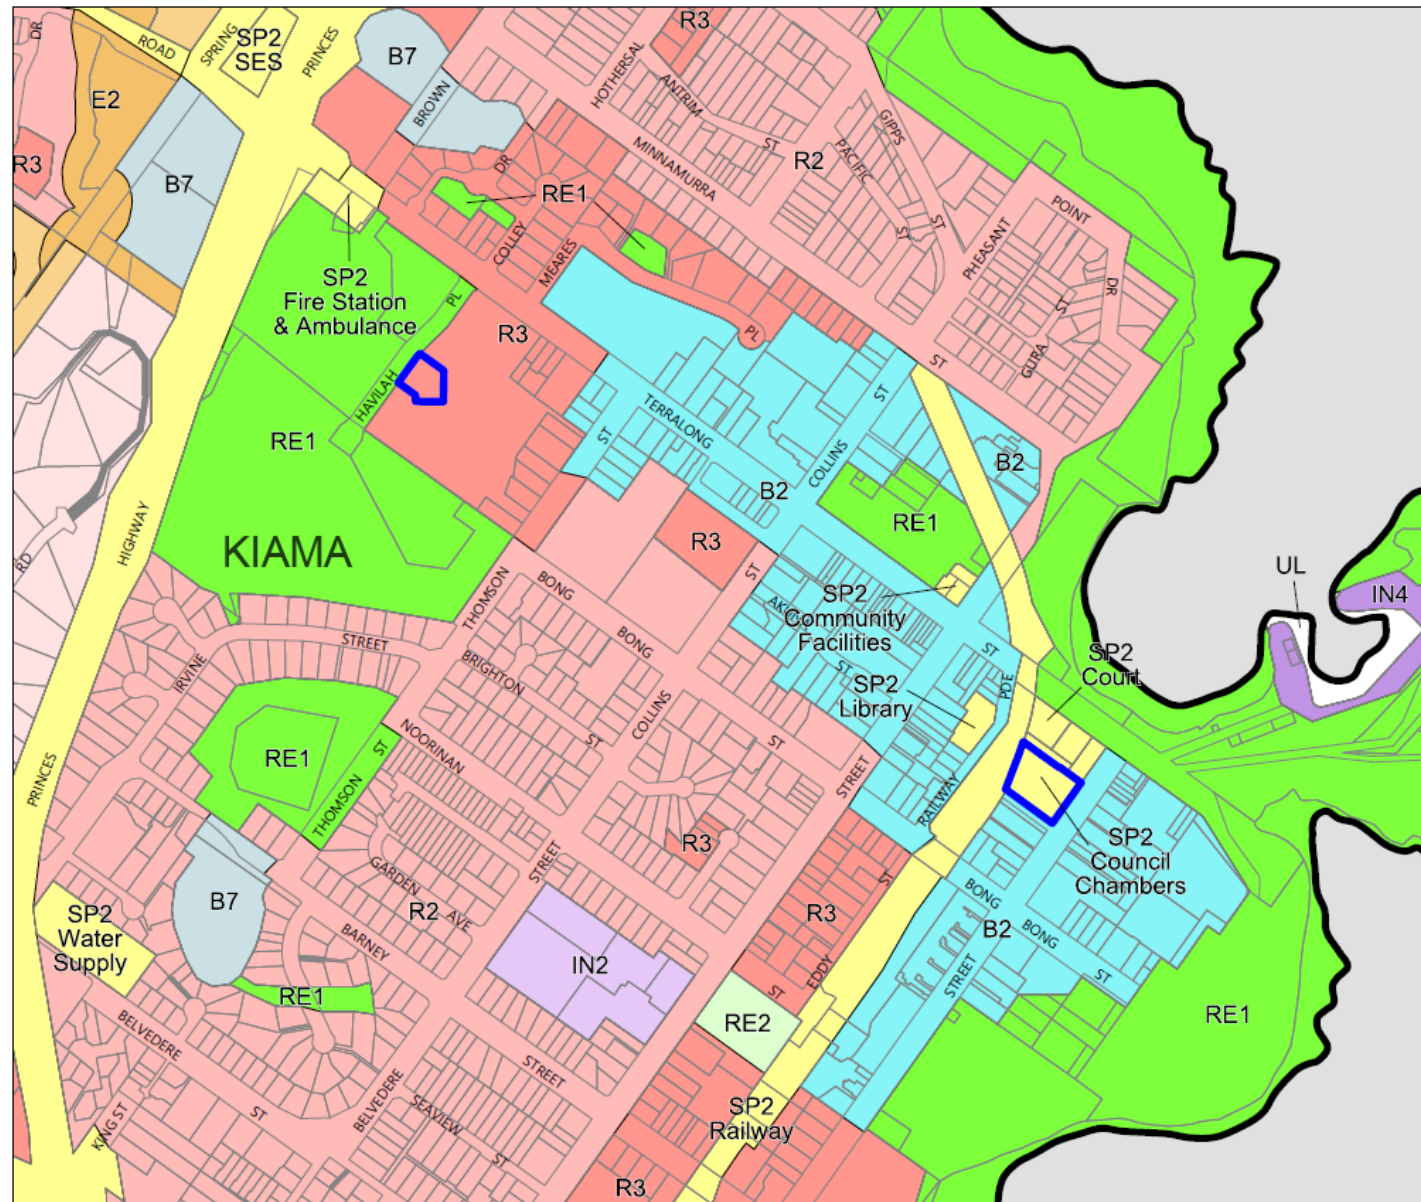 DR
ROAD
SPRING
SP2
SES
PRINCES
B7
BROWN
R3
HOTHERSAL
ANTRIM
ST
GIPPS
PACIFIC
ST
ST
R2
MINNAMURRA
E2
R3
B7
DR
RE1
COLLEY
MEARES
POINT
PHEASANT
DR
ST
GURA
SP2
Fire Station
& Ambulance
PL
R3
PL
ST
HAVILAH
ST
TERRALONG
ST
COLLINS
RE1
B2
B2
RE1
HIGHWAY
RD
KIAMA
R3
ST
THOMSON
BONG
BONG
SP2
Community
Facilities
UL
IN4
STREET
IRVINE
BRIGHTON
ST
COLLINS
ST
ST
ST
SP2
Library
PDE
SP2
Court
RE1
NOORINAN
ST
THOMSON
STREET
RAILWAY
PRINCES
R3
SP2
Council
Chambers
STREET
GARDEN
AVE
R2
BARNEY
B7
SP2
Water
Supply
ST
R3
BONG
BONG
ST
B2
STREET
IN2
EDDY
ST
RE1
RE2
RE1
BELVEDERE
ST
STREET
BELVEDERE
SEAVIEW
ST
KING ST
SP2
Railway
R3